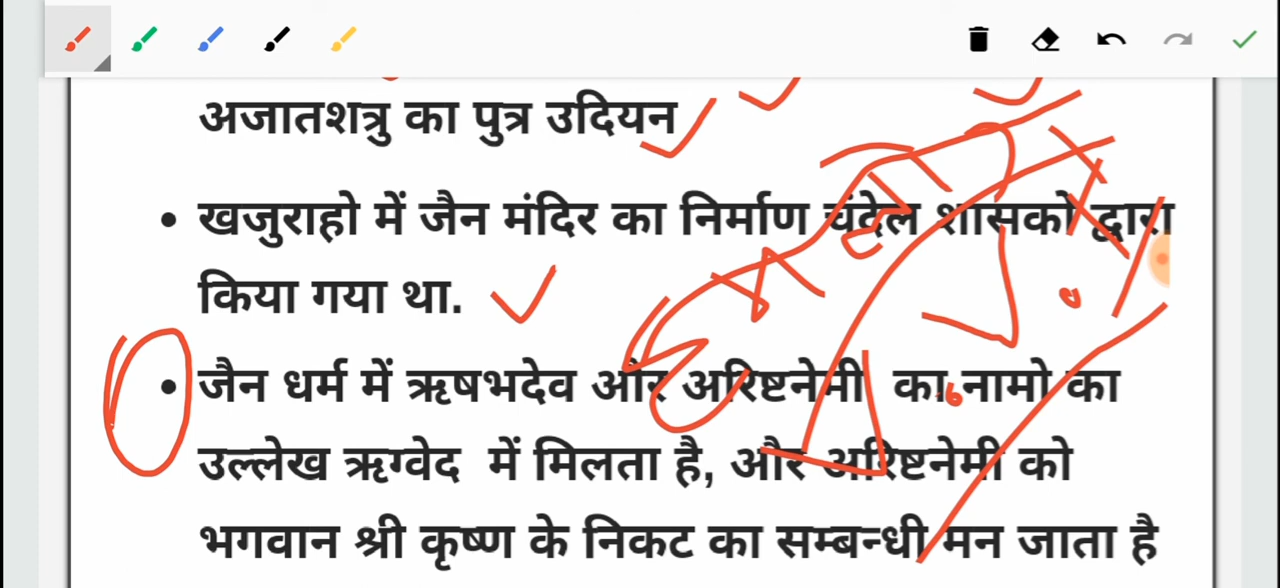 अजातशत्रु का पुत्र उदियन
• खजुराहो में जैन मंदिर का निर्माण चंदेल शासको द्वारा
किया गया था.
• जैन धर्म में ऋषभदेव और अरिष्टनेमी का नामो का
उल्लेख ऋग्वेद में मिलता है, और अरिष्टनेमी को
भगवान श्री कृष्ण के निकट का सम्बन्धी मन जाता है